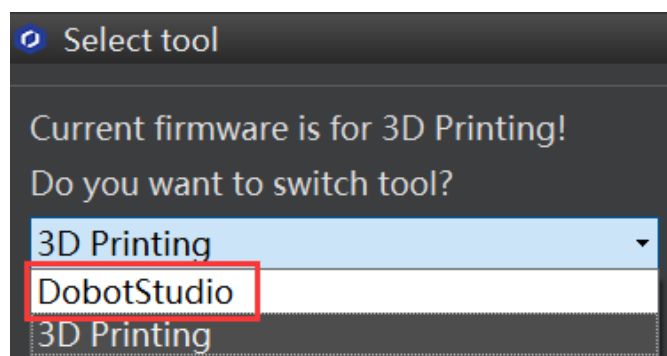 Select tool
Current firmware is for 3D Printing!
Do you want to switch tool?
3D Printing
DobotStudio
3D Printing